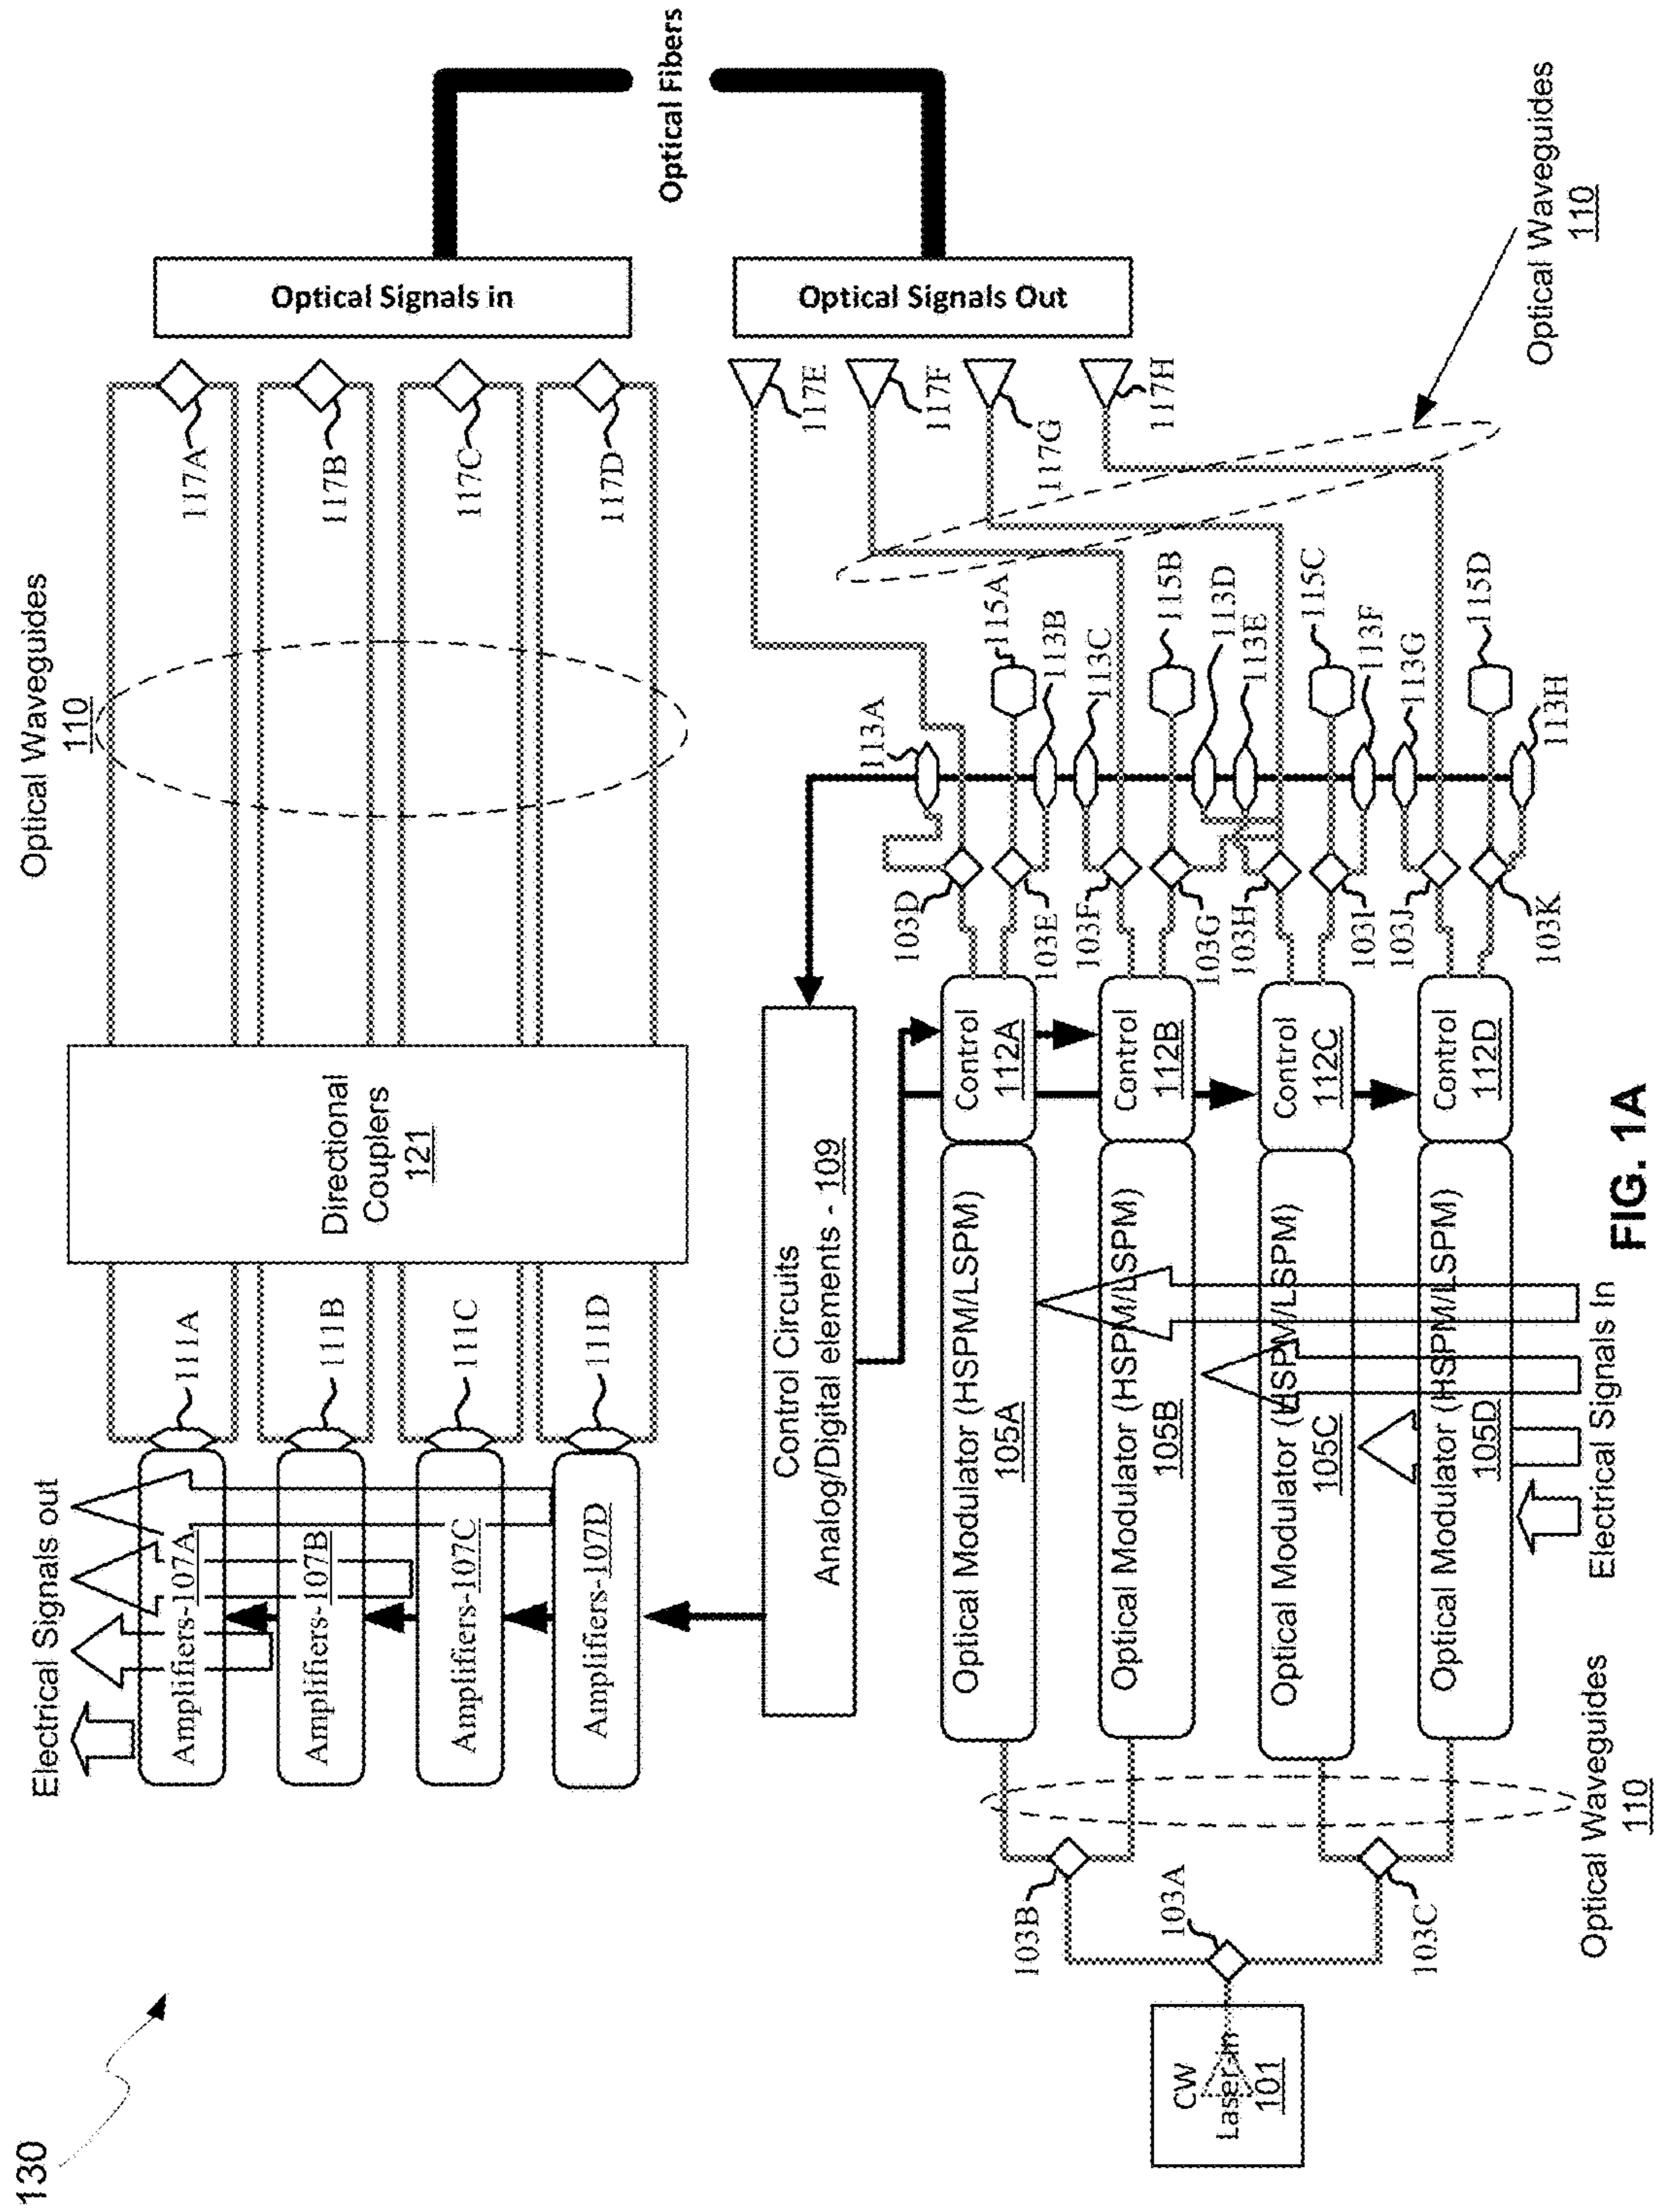 130
Electrical Signals out
Amplifiers-107A
Amplifiers-107B
Amplifiers-107C
Amplifiers-107D
111A
111B
111C
111D
Directional
Couplers
121
Optical Waveguides
110
117A
117B
117C
117D
Optical Signals in
Optical Fibers
Optical Signals Out
117E
117F
117G
117H
Optical Waveguides
110
Control Circuits
Analog/Digital elements - 109
CW
Laser in
101
103A
103B
103C
Optical Waveguides
110
Optical Modulator (HSPM/LSPM)
105A
Optical Modulator (HSPM/LSPM)
105B
Optical Modulator (HSPM/LSPM)
105C
Optical Modulator (HSPM/LSPM)
105D
Electrical Signals In
Control
112A
Control
112B
Control
112C
Control
112D
103D
103E
103F
103G
103H
103I
103J
103K
113A
115A
113B
113C
115B
113D
113E
115C
113F
113G
115D
113H
FIG. 1A